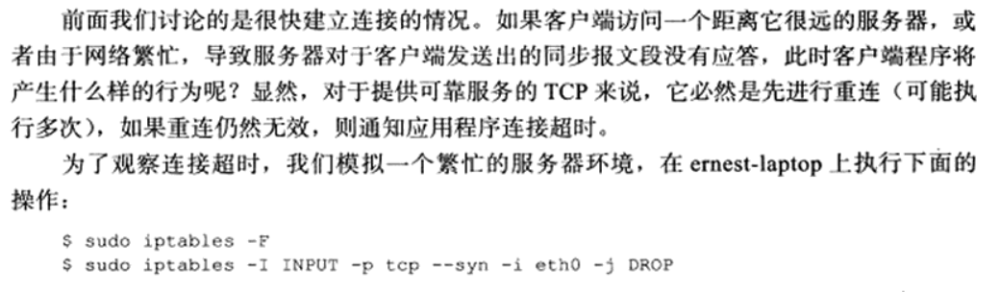 前面我们讨论的是很快建立连接的情况。如果客户端访问一个距离它很远的服务器，或
者由于网络繁忙，导致服务器对于客户端发送出的同步报文段没有应答，此时客户端程序将
产生什么样的行为呢？显然，对于提供可靠服务的 TCP 来说，它必然是先进行重连（可能执
行多次），如果重连仍然无效，则通知应用程序连接超时。
为了观察连接超时，我们模拟一个繁忙的服务器环境，在 ernest-laptop 上执行下面的
操作：
$ sudo iptables -F
$ sudo iptables -I INPUT -p tcp --syn -i eth0 -j DROP